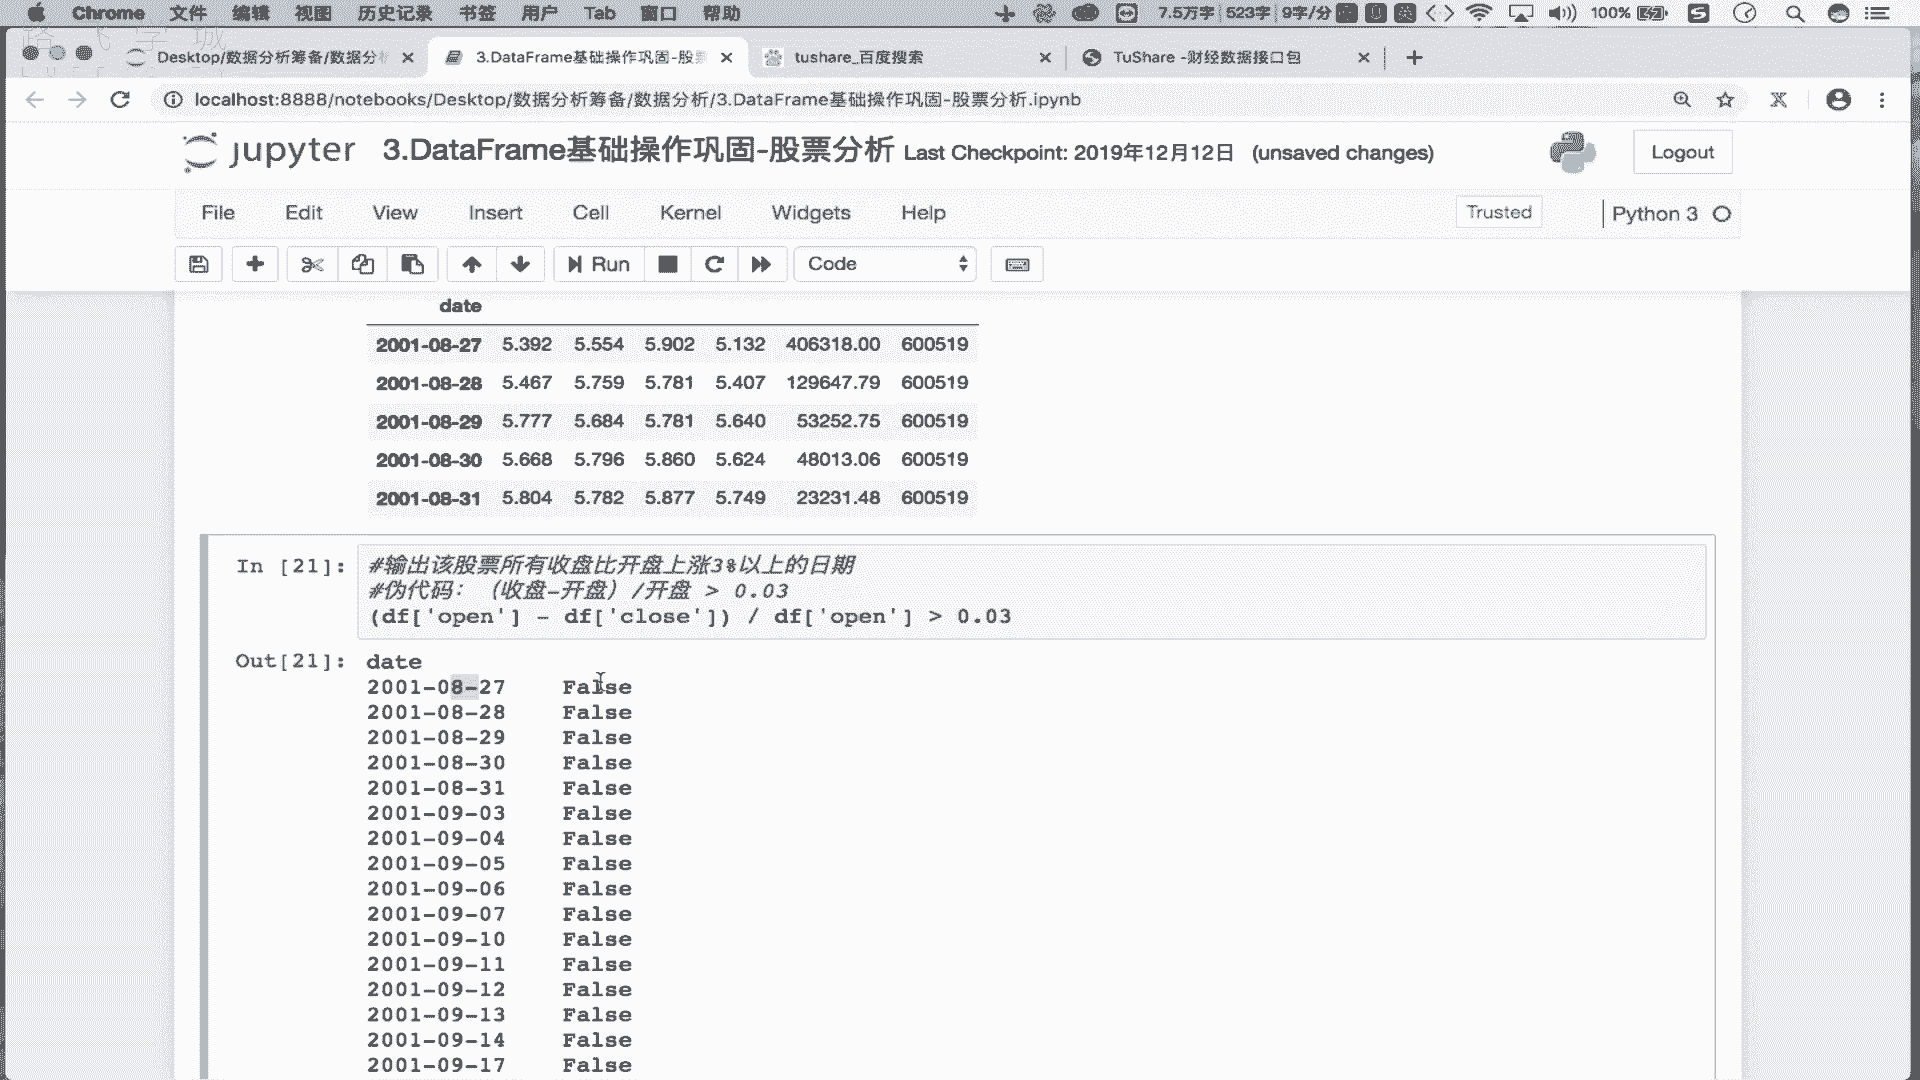 Chrome 文件 编辑 视图 历史记录 书签 用户 Tab 窗口 帮助 7.5万字 523字 9字/分 100%
Desktop/数据分析筹备/数据分析 3.DataFrame基础操作巩固-股票 tushare_百度搜索 TuShare -财经数据接口包
localhost:8888/notebooks/Desktop/数据分析筹备/数据分析/3.DataFrame基础操作巩固-股票分析.ipynb
jupyter 3.DataFrame基础操作巩固-股票分析 Last Checkpoint: 2019年12月12日 (unsaved changes) Logout
File Edit View Insert Cell Kernel Widgets Help Trusted Python 3
Run Code
date
2001-08-27 5.392 5.554 5.902 5.132 406318.00 600519
2001-08-28 5.467 5.759 5.781 5.407 129647.79 600519
2001-08-29 5.777 5.684 5.781 5.640 53252.75 600519
2001-08-30 5.668 5.796 5.860 5.624 48013.06 600519
2001-08-31 5.804 5.782 5.877 5.749 23231.48 600519
In [21]: #输出该股票所有收盘比开盘上涨3%以上的日期
#伪代码：（收盘-开盘）/开盘 > 0.03
(df['open'] - df['close']) / df['open'] > 0.03
Out[21]: date
2001-08-27 False
2001-08-28 False
2001-08-29 False
2001-08-30 False
2001-08-31 False
2001-09-03 False
2001-09-04 False
2001-09-05 False
2001-09-06 False
2001-09-07 False
2001-09-10 False
2001-09-11 False
2001-09-12 False
2001-09-13 False
2001-09-14 False
2001-09-17 False